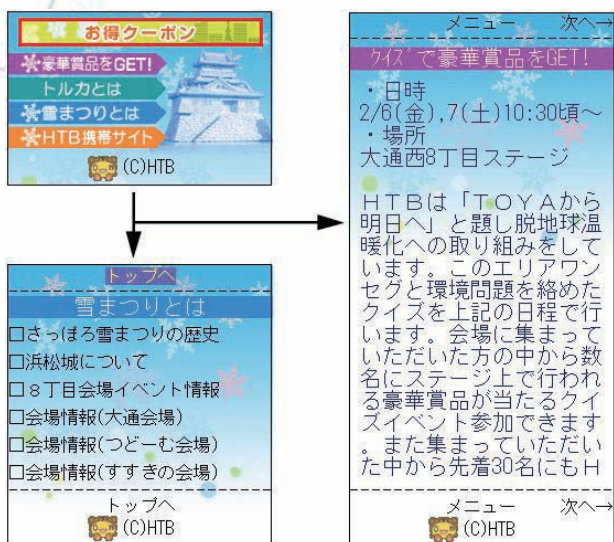 お得クーポン
豪華賞品をGET!
トルカとは
雪まつりとは
HTB携帯サイト
(C)HTB
トップへ
雪まつりとは
□さっぽろ雪まつりの歴史
□浜松城について
□8丁目会場イベント情報
□会場情報(大通会場)
□会場情報(つどーむ会場)
□会場情報(すすきの会場)
トップへ
(C)HTB
メニュー 次へ→
クイズで豪華賞品をGET!
・日時
2/6(金),7(土)10:30頃~
・場所
大通西8丁目ステージ
HTBは「TOYAから
明日へ」と題し脱地球温
暖化への取り組みをして
います。このエリアワン
セグと環境問題を絡めた
クイズを上記の日程で行
います。会場に集まって
いただいた方の中から数
名にステージ上で行われ
る豪華賞品が当たるクイ
ズイベント参加できます
。また集まっていただい
た中から先着30名にもH
メニュー 次へ→
(C)HTB